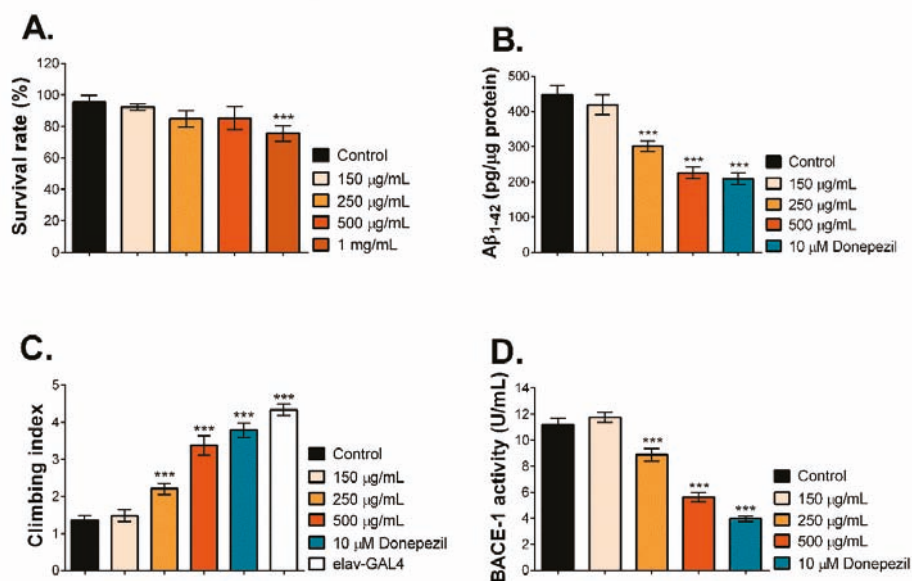 A.
Survival rate (%)
120
100
80
60
40
20
0
***
Control
150 µg/mL
250 µg/mL
500 µg/mL
1 mg/mL
B.
Aβ1-42 (pg/µg protein)
500
400
300
200
100
0
*** *** ***
Control
150 µg/mL
250 µg/mL
500 µg/mL
10 µM Donepezil
C.
Climbing index
5
4
3
2
1
0
*** *** *** ***
Control
150 µg/mL
250 µg/mL
500 µg/mL
10 µM Donepezil
elav-GAL4
D.
BACE-1 activity (U/mL)
14
12
10
8
6
4
2
0
*** *** ***
Control
150 µg/mL
250 µg/mL
500 µg/mL
10 µM Donepezil